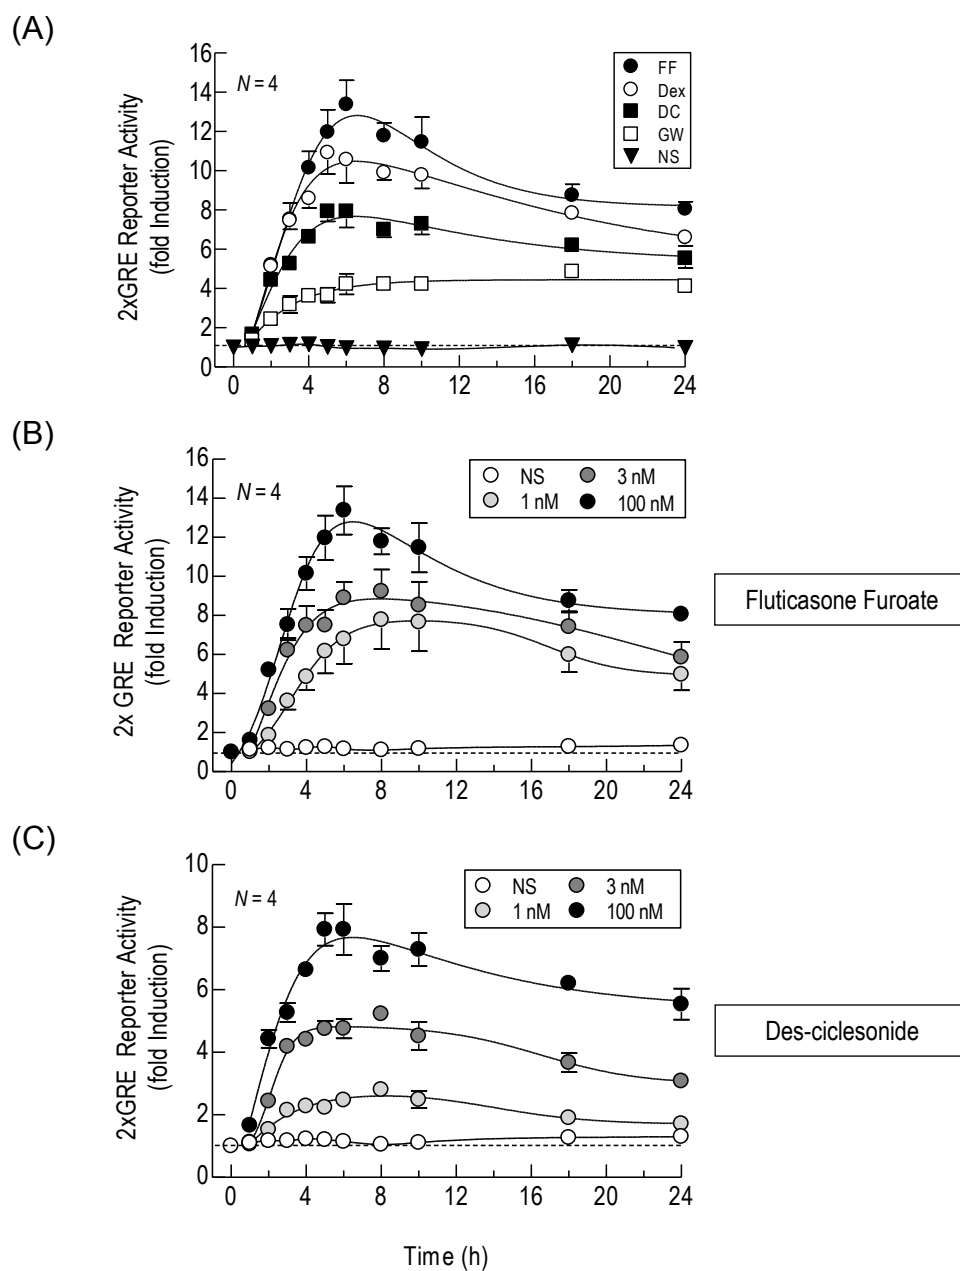 (A)
16
14
12
10
8
6
4
2
0
2xGRE Reporter Activity
(fold Induction)
N = 4
FF
Dex
DC
GW
NS
0 4 8 12 16 20 24
(B)
16
14
12
10
8
6
4
2
0
2x GRE Reporter Activity
(fold Induction)
N = 4
NS 3 nM
1 nM 100 nM
Fluticasone Furoate
0 4 8 12 16 20 24
(C)
10
8
6
4
2
0
2xGRE Reporter Activity
(fold Induction)
N = 4
NS 3 nM
1 nM 100 nM
Des-ciclesonide
0 4 8 12 16 20 24
Time (h)